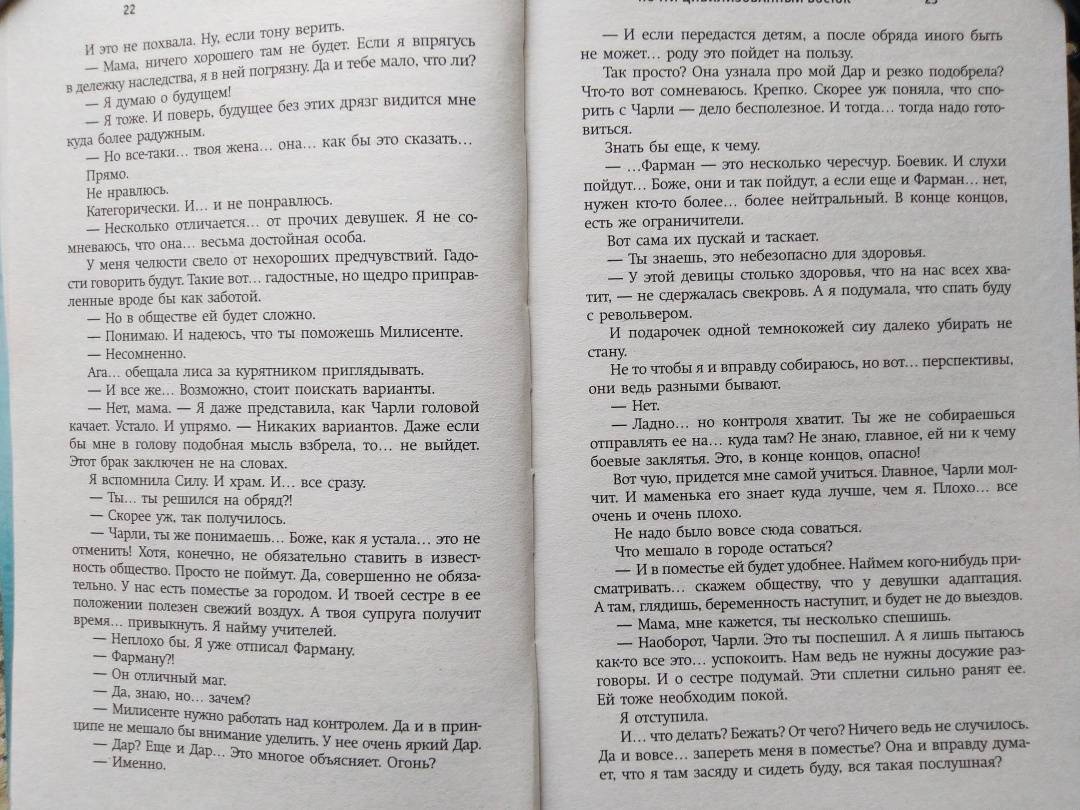 22
И это не похвала. Ну, если тону верить.
— Мама, ничего хорошего там не будет. Если я впрягусь
в дележку наследства, я в ней погрязну. Да и тебе мало, что ли?
— Я думаю о будущем!
— Я тоже. И поверь, будущее без этих дрязг видится мне
куда более радужным.
— Но все-таки... твоя жена... она... как бы это сказать...
Прямо.
Не нравлюсь.
Категорически. И... и не понравлюсь.
— Несколько отличается... от прочих девушек. Я не со-
мневаюсь, что она... весьма достойная особа.
У меня челюсти свело от нехороших предчувствий. Гадо-
сти говорить будут. Такие вот... гадостные, но щедро приправ-
ленные вроде бы как заботой.
— Но в обществе ей будет сложно.
— Понимаю. И надеюсь, что ты поможешь Милисенте.
— Несомненно.
Ага... обещала лиса за курятником приглядывать.
— И все же... Возможно, стоит поискать варианты.
— Нет, мама. — Я даже представила, как Чарли головой
качает. Устало. И упрямо. — Никаких вариантов. Даже если
бы мне в голову подобная мысль взбрела, то... не выйдет.
Этот брак заключен не на словах.
Я вспомнила Силу. И храм. И... все сразу.
— Ты... ты решился на обряд?!
— Скорее уж, так получилось.
— Чарли, ты же понимаешь... Боже, как я устала... это не
отменить! Хотя, конечно, не обязательно ставить в извест-
ность общество. Просто не поймут. Да, совершенно не обяза-
тельно. У нас есть поместье за городом. И твоей сестре в ее
положении полезен свежий воздух. А твоя супруга получит
время... привыкнуть. Я найму учителей.
— Неплохо бы. Я уже отписал Фарману.
— Фарману?!
— Он отличный маг.
— Да, знаю, но... зачем?
— Милисенте нужно работать над контролем. Да и в прин-
ципе не мешало бы внимание уделить. У нее очень яркий Дар.
— Дар? Еще и Дар... Это многое объясняет. Огонь?
— Именно.
ПОЧТИ ЦИВИЛИЗОВАННЫЙ ВОСТОК 23
— И если передастся детям, а после обряда иного быть
не может... роду это пойдет на пользу.
Так просто? Она узнала про мой Дар и резко подобрела?
Что-то вот сомневаюсь. Крепко. Скорее уж поняла, что спо-
рить с Чарли — дело бесполезное. И тогда... тогда надо гото-
виться.
Знать бы еще, к чему.
— ...Фарман — это несколько чересчур. Боевик. И слухи
пойдут... Боже, они и так пойдут, а если еще и Фарман... нет,
нужен кто-то более... более нейтральный. В конце концов,
есть же ограничители.
Вот сама их пускай и таскает.
— Ты знаешь, это небезопасно для здоровья.
— У этой девицы столько здоровья, что на нас всех хва-
тит, — не сдержалась свекровь. А я подумала, что спать буду
с револьвером.
И подарочек одной темнокожей сиу далеко убирать не
стану.
Не то чтобы я и вправду собираюсь, но вот... перспективы,
они ведь разными бывают.
— Нет.
— Ладно... но контроля хватит. Ты же не собираешься
отправлять ее на... куда там? Не знаю, главное, ей ни к чему
боевые заклятья. Это, в конце концов, опасно!
Вот чую, придется мне самой учиться. Главное, Чарли мол-
чит. И маменька его знает куда лучше, чем я. Плохо... все
очень и очень плохо.
Не надо было вовсе сюда соваться.
Что мешало в городе остаться?
— И в поместье ей будет удобнее. Наймем кого-нибудь при-
сматривать... скажем обществу, что у девушки адаптация.
А там, глядишь, беременность наступит, и будет не до выездов.
— Мама, мне кажется, ты несколько спешишь.
— Наоборот, Чарли. Это ты поспешил. А я лишь пытаюсь
как-то все это... успокоить. Нам ведь не нужны досужие раз-
говоры. И о сестре подумай. Эти сплетни сильно ранят ее.
Ей тоже необходим покой.
Я отступила.
И... что делать? Бежать? От чего? Ничего ведь не случилось.
Да и вовсе... запереть меня в поместье? Она и вправду дума-
ет, что я там засяду и сидеть буду, вся такая послушная?